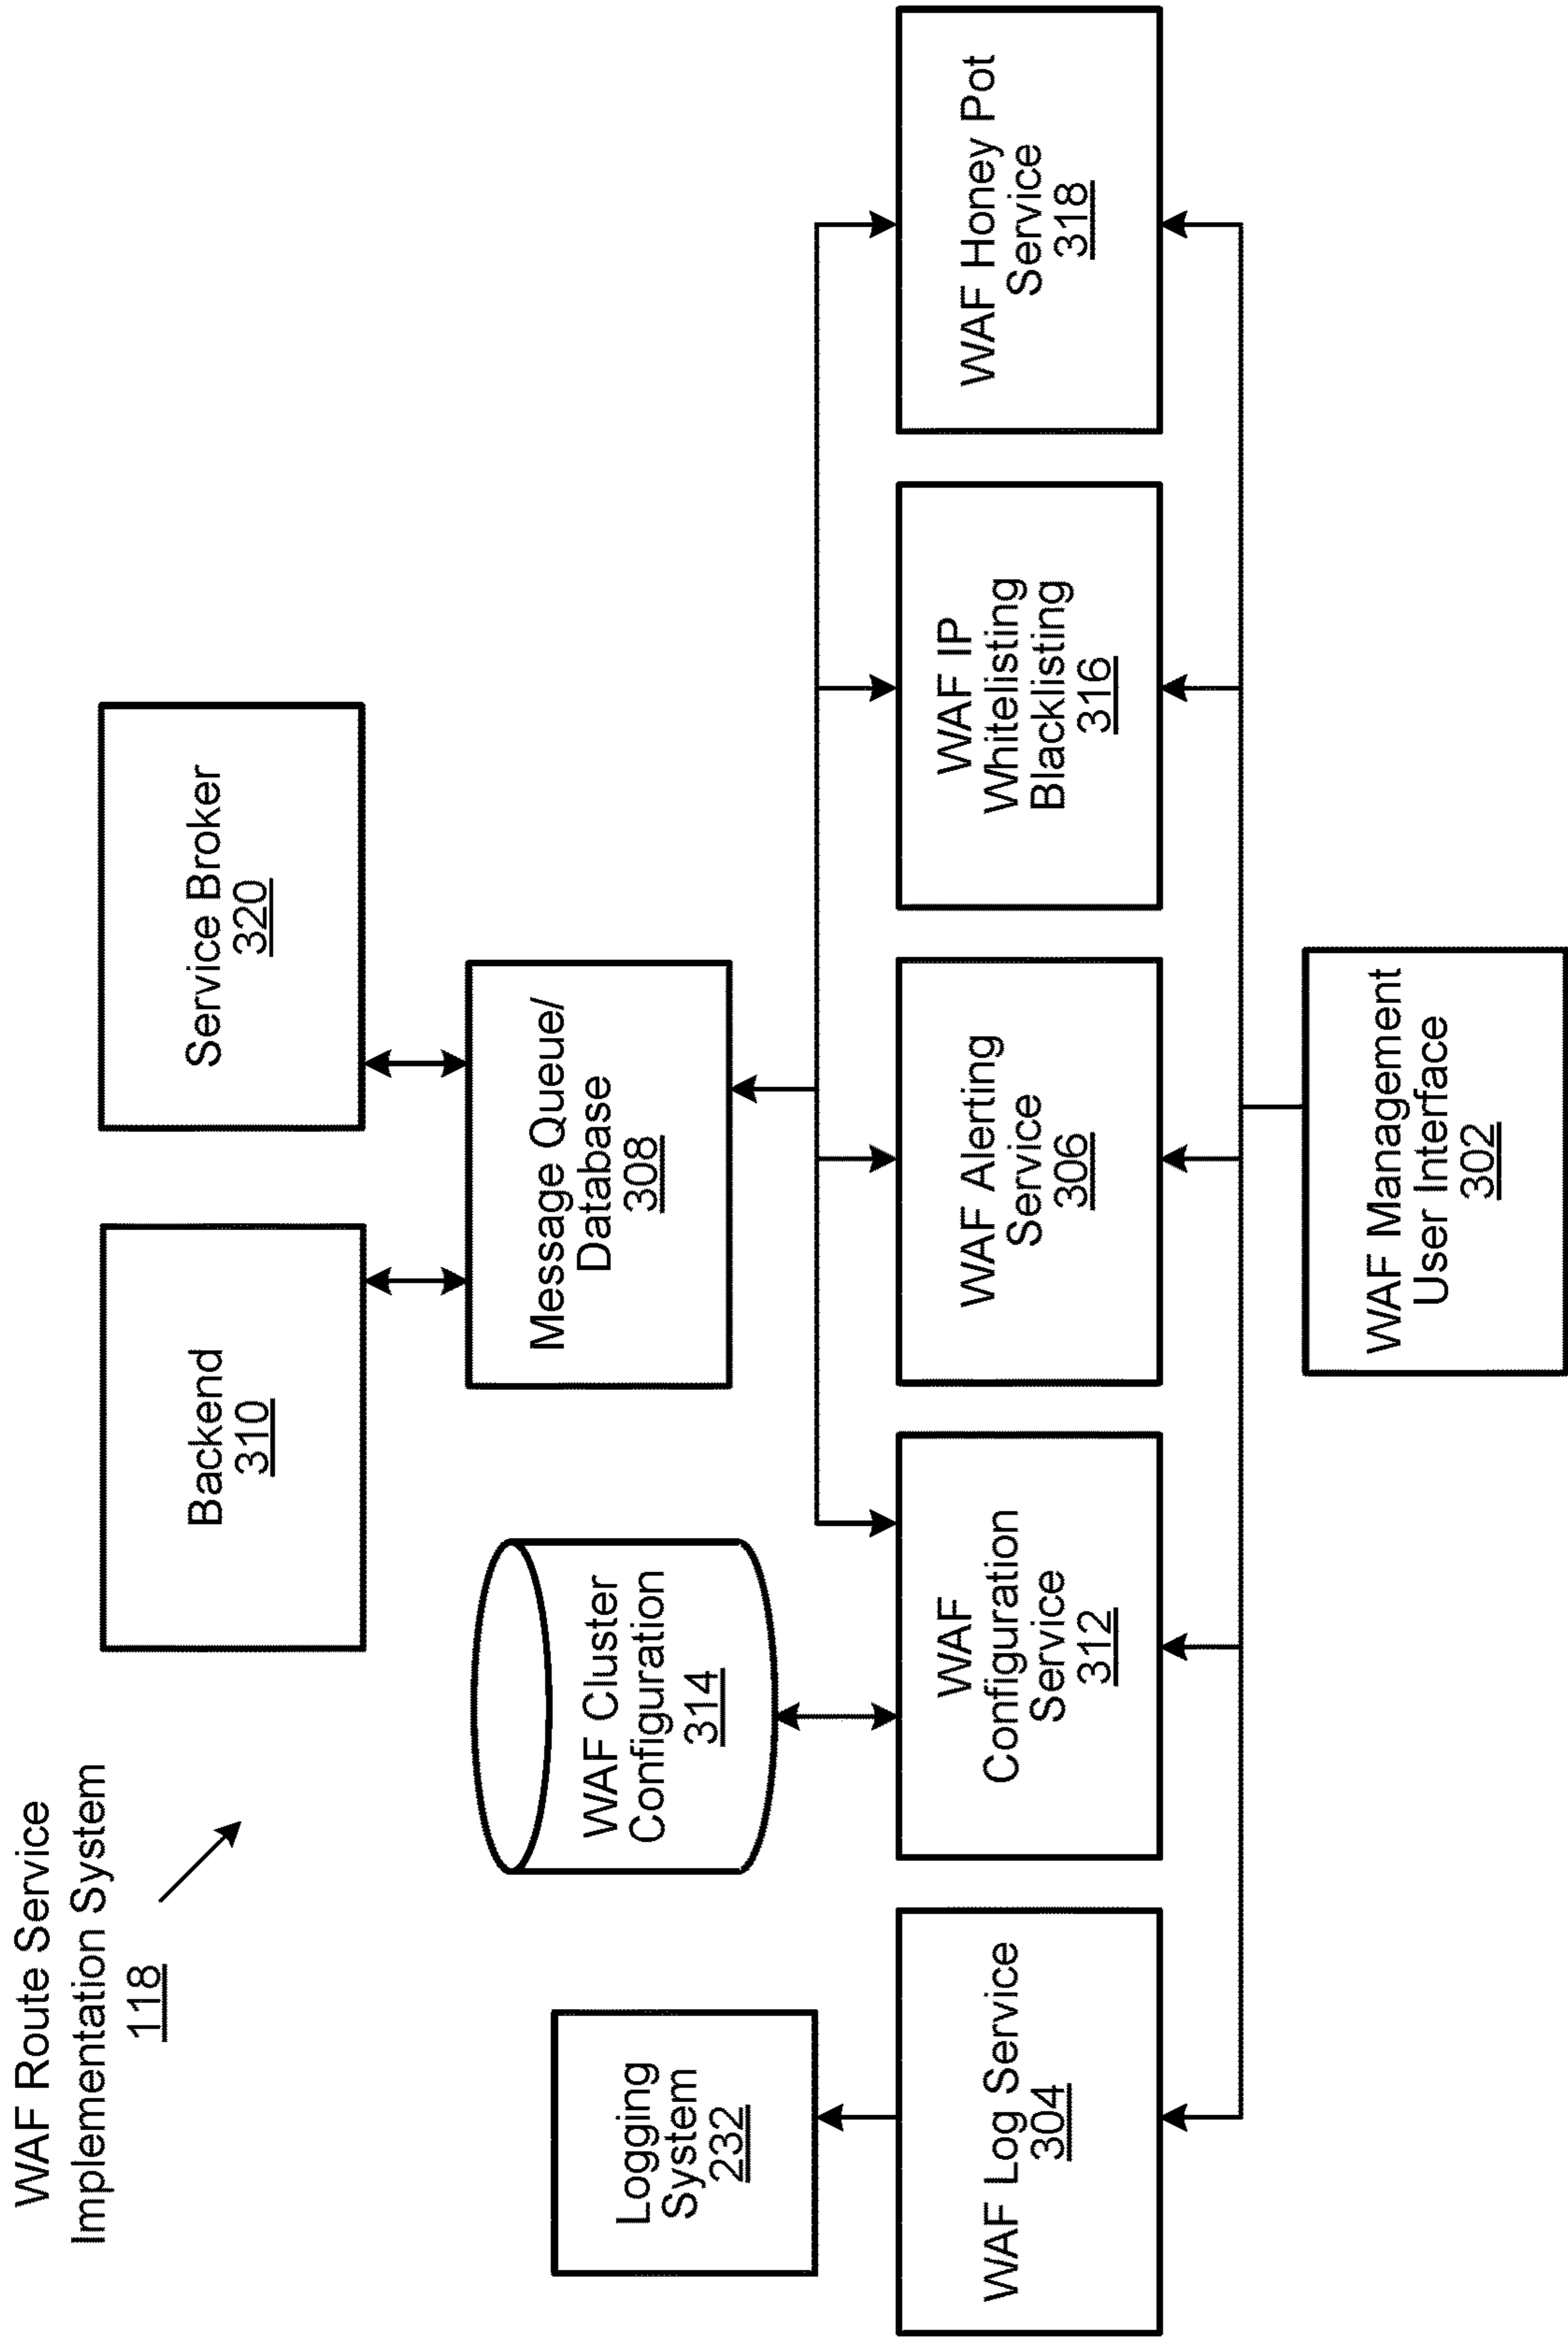 WAF Route Service
Implementation System
118
Backend
310
Service Broker
320
Logging
System
232
WAF Cluster
Configuration
314
Message Queue/
Database
308
WAF Log Service
304
WAF
Configuration
Service
312
WAF Alerting
Service
306
WAF IP
Whitelisting
Blacklisting
316
WAF Honey Pot
Service
318
WAF Management
User Interface
302